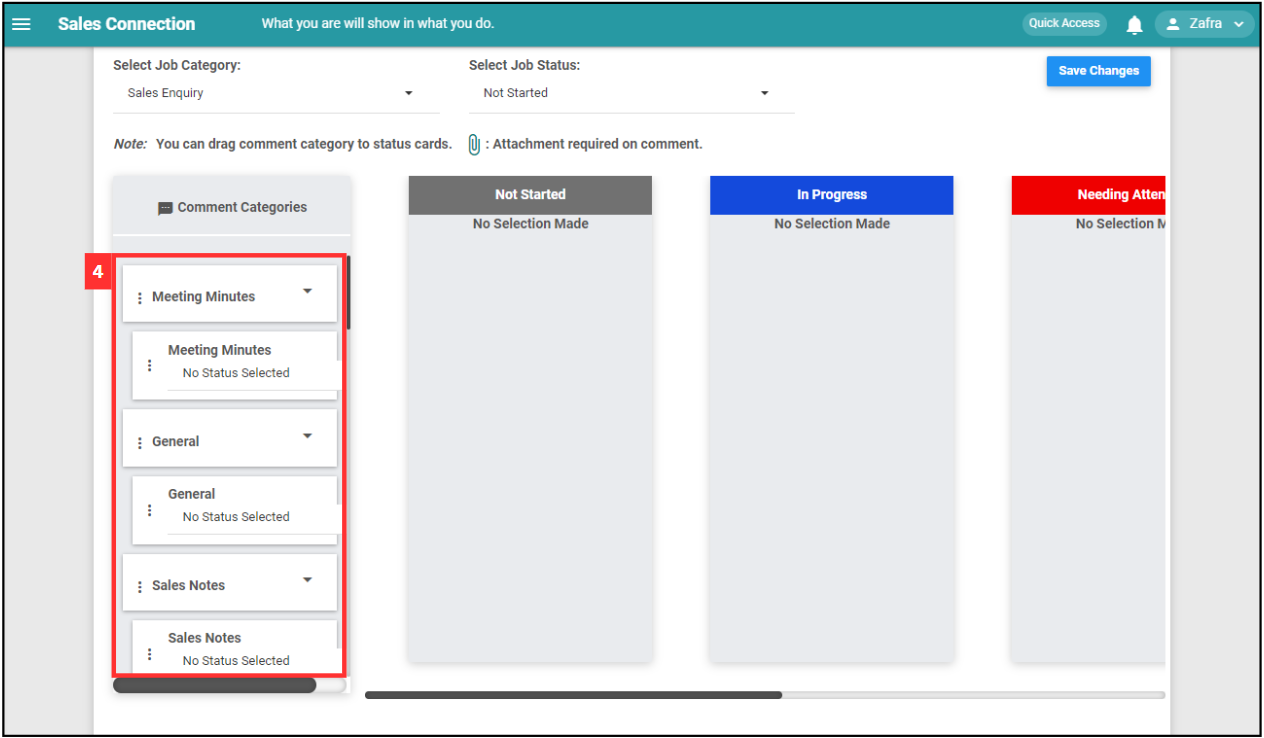 Sales Connection What you are will show in what you do. Quick Access Zafra
Select Job Category: Select Job Status: Save Changes
Sales Enquiry Not Started
Note: You can drag comment category to status cards. : Attachment required on comment.
Comment Categories
4
Meeting Minutes
Meeting Minutes
No Status Selected
General
General
No Status Selected
Sales Notes
Sales Notes
No Status Selected
Not Started
No Selection Made
In Progress
No Selection Made
Needing Atten
No Selection M